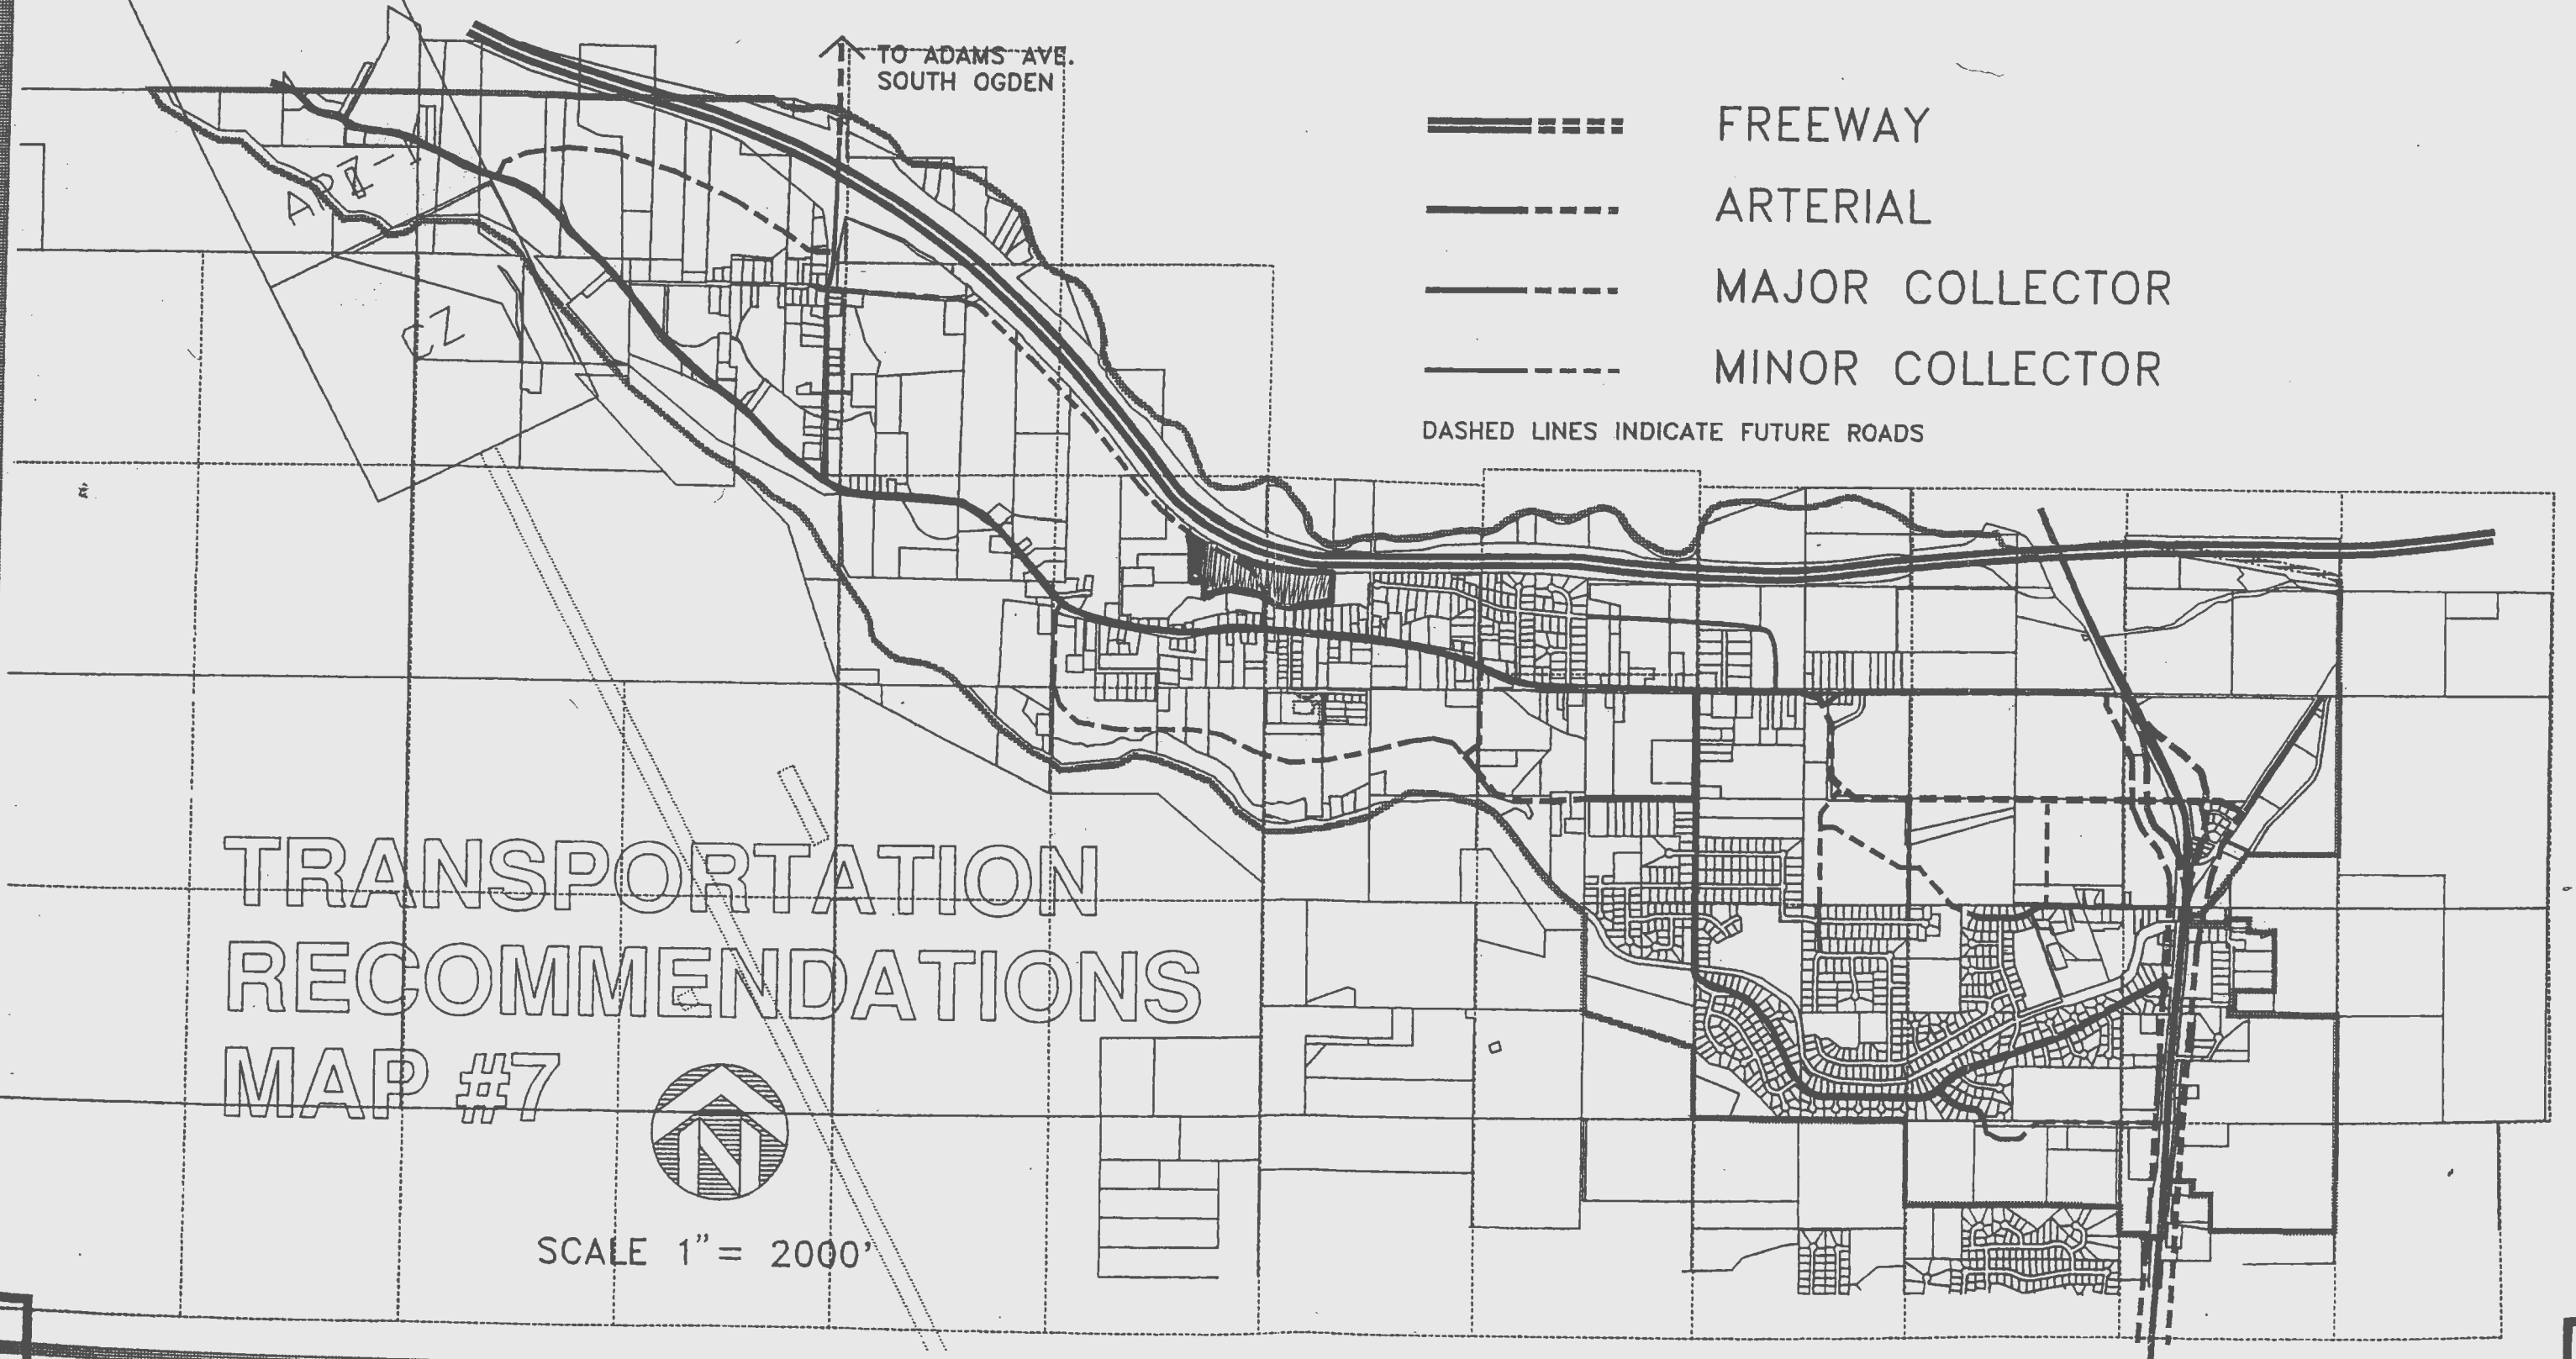 TO ADAMS AVE.
SOUTH OGDEN
FREEWAY
ARTERIAL
MAJOR COLLECTOR
MINOR COLLECTOR
DASHED LINES INDICATE FUTURE ROADS
CZ
TRANSPORTATION
RECOMMENDATIONS
MAP #7
N
SCALE 1"= 2000'